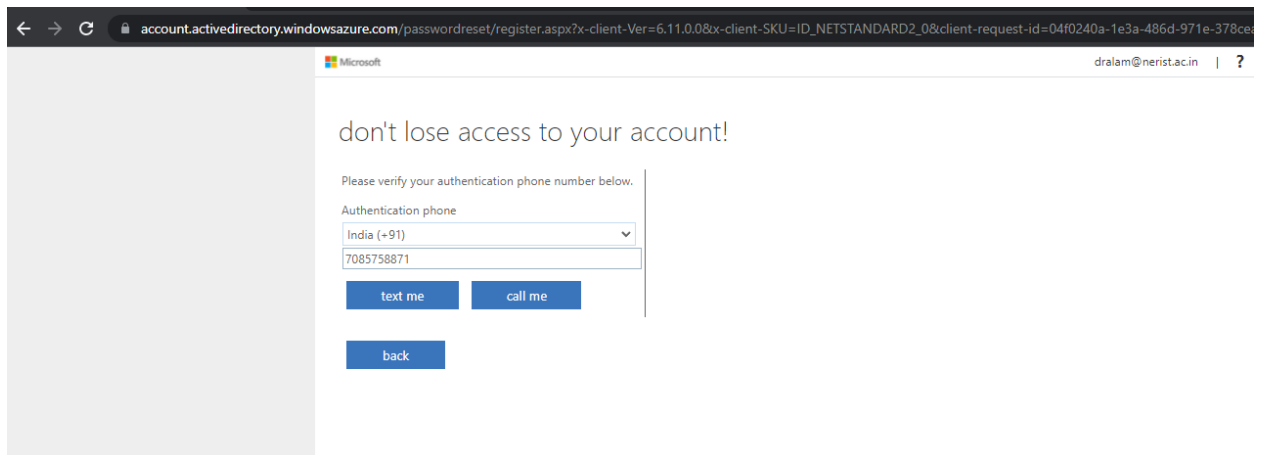 account.activedirectory.windowsazure.com/passwordreset/register.aspx?x-client-Ver=6.11.0.0&x-client-SKU=ID_NETSTANDARD2_0&client-request-id=04f0240a-1e3a-486d-971e-378cea
Microsoft
dralam@nerist.ac.in | ?
don't lose access to your account!
Please verify your authentication phone number below.
Authentication phone
India (+91)
7085758871
text me call me
back